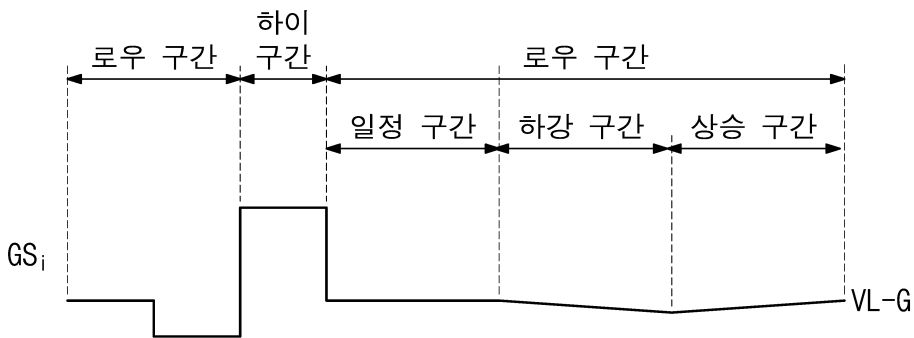 하이
로우 구간
구간
로우 구간
일정 구간
하강 구간
상승 구간
GSi
VL-G